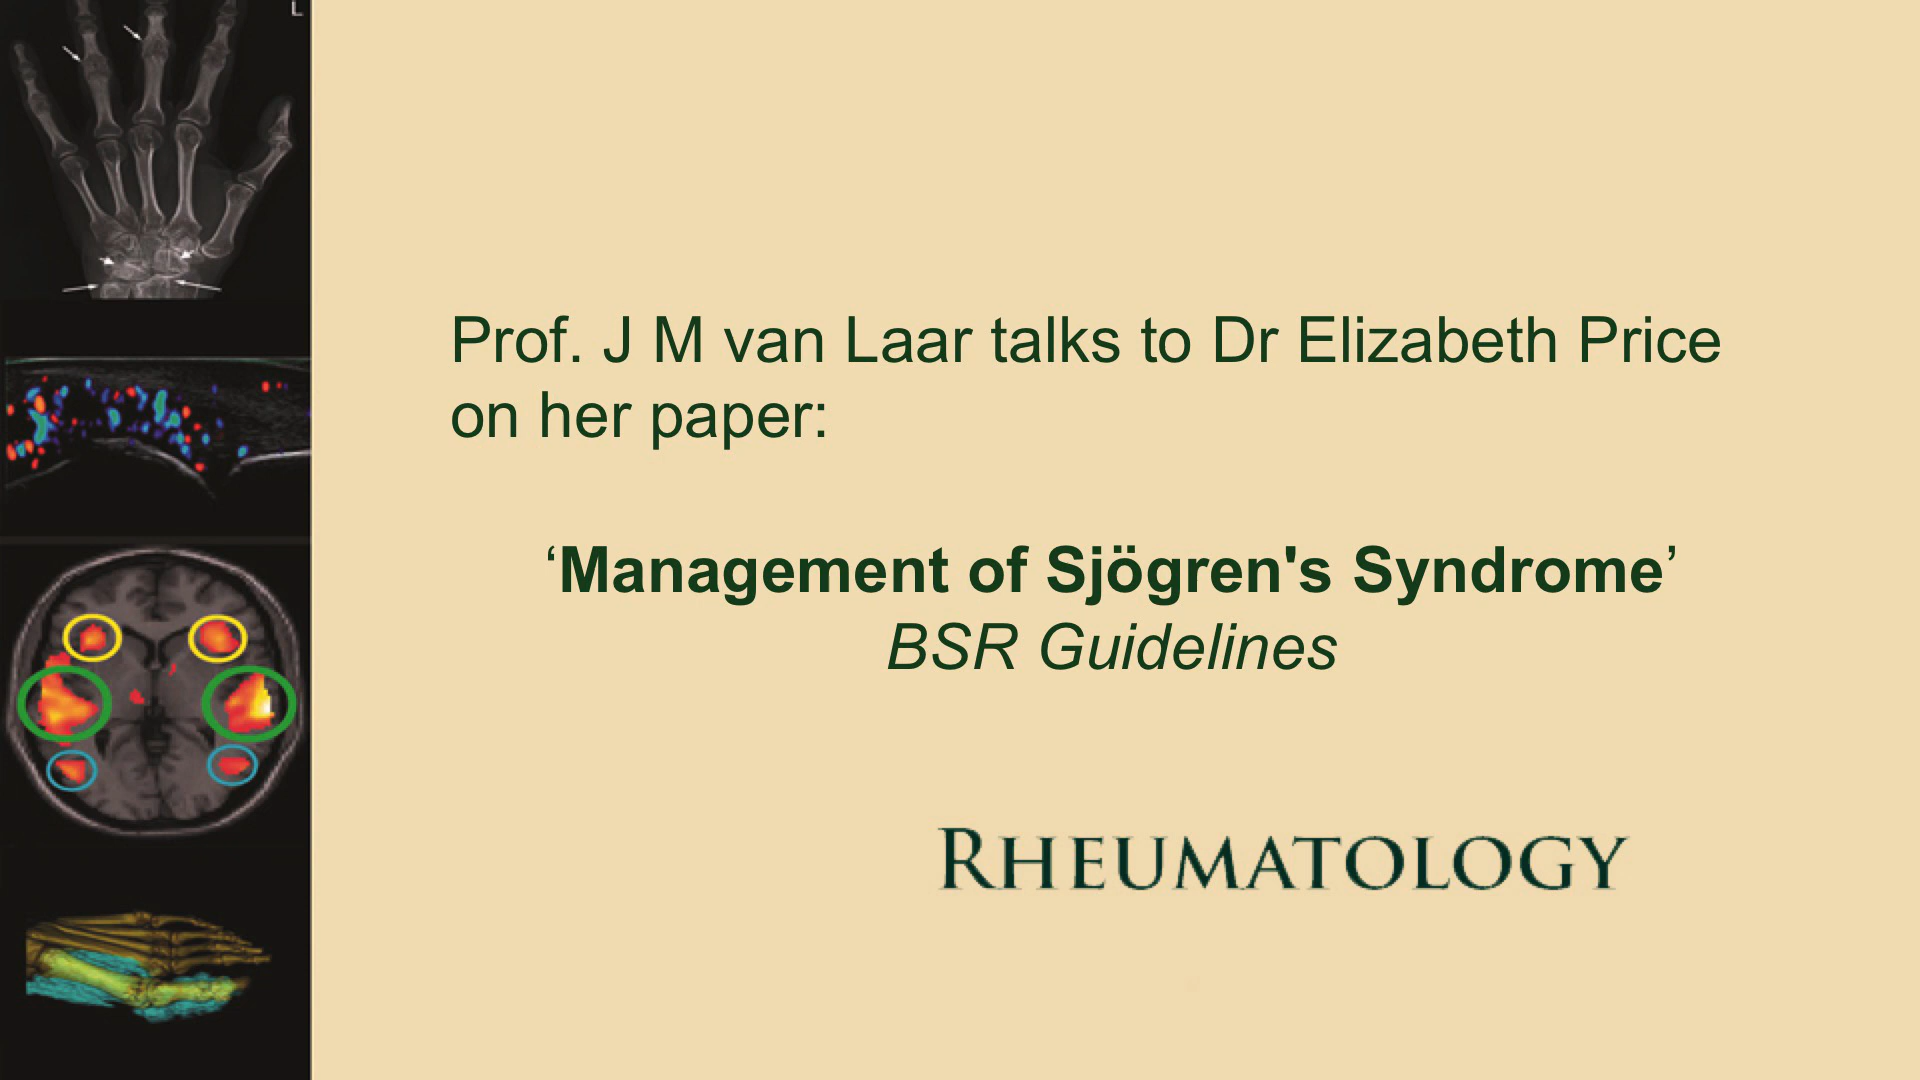 L
Prof. J M van Laar talks to Dr Elizabeth Price
on her paper:
‘Management of Sjögren's Syndrome’
BSR Guidelines
RHEUMATOLOGY